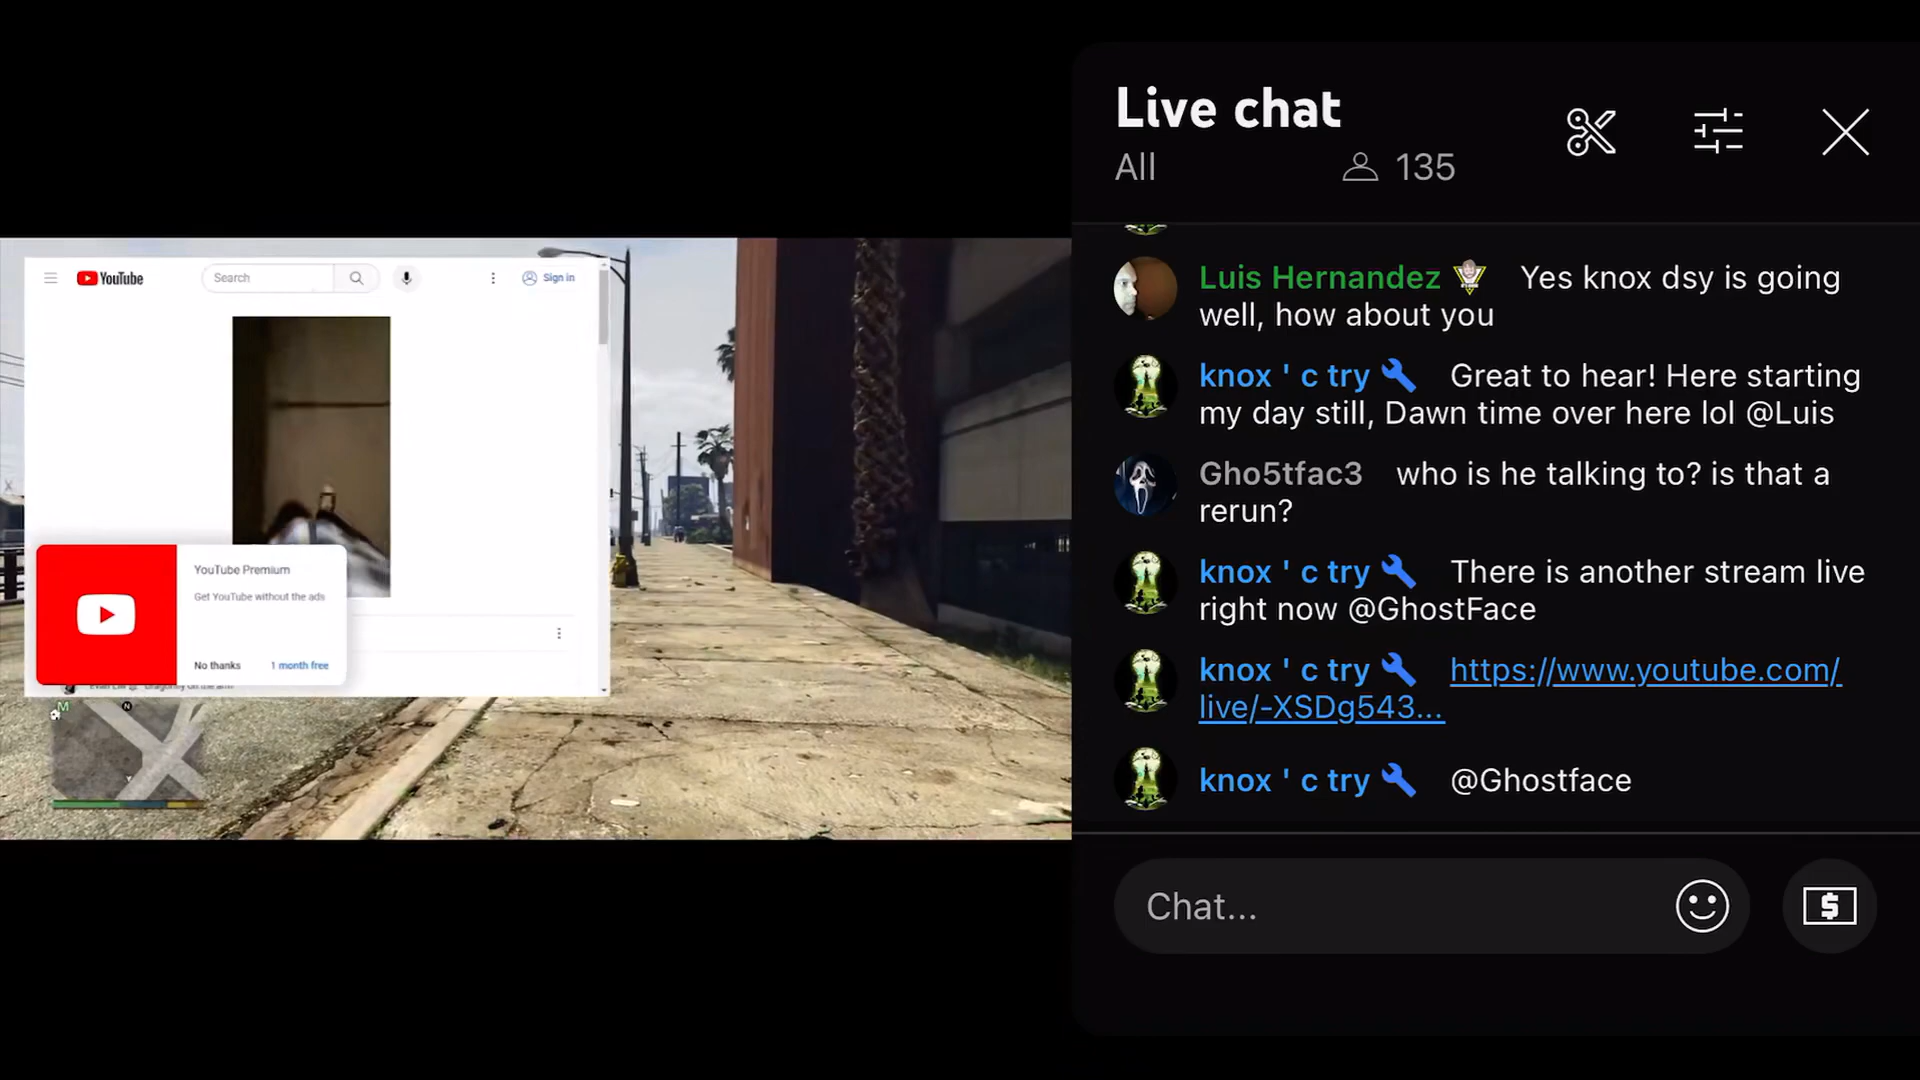 YouTube
Search
Sign in
YouTube Premium
Get YouTube without the ads
No thanks
1 month free
M
N
Live chat
All
135
Luis Hernandez Yes knox dsy is going
well, how about you
knox ' c try Great to hear! Here starting
my day still, Dawn time over here lol @Luis
Gho5tfac3 who is he talking to? is that a
rerun?
knox ' c try There is another stream live
right now @GhostFace
knox ' c try https://www.youtube.com/
live/-XSDg543...
knox ' c try @Ghostface
Chat...
$